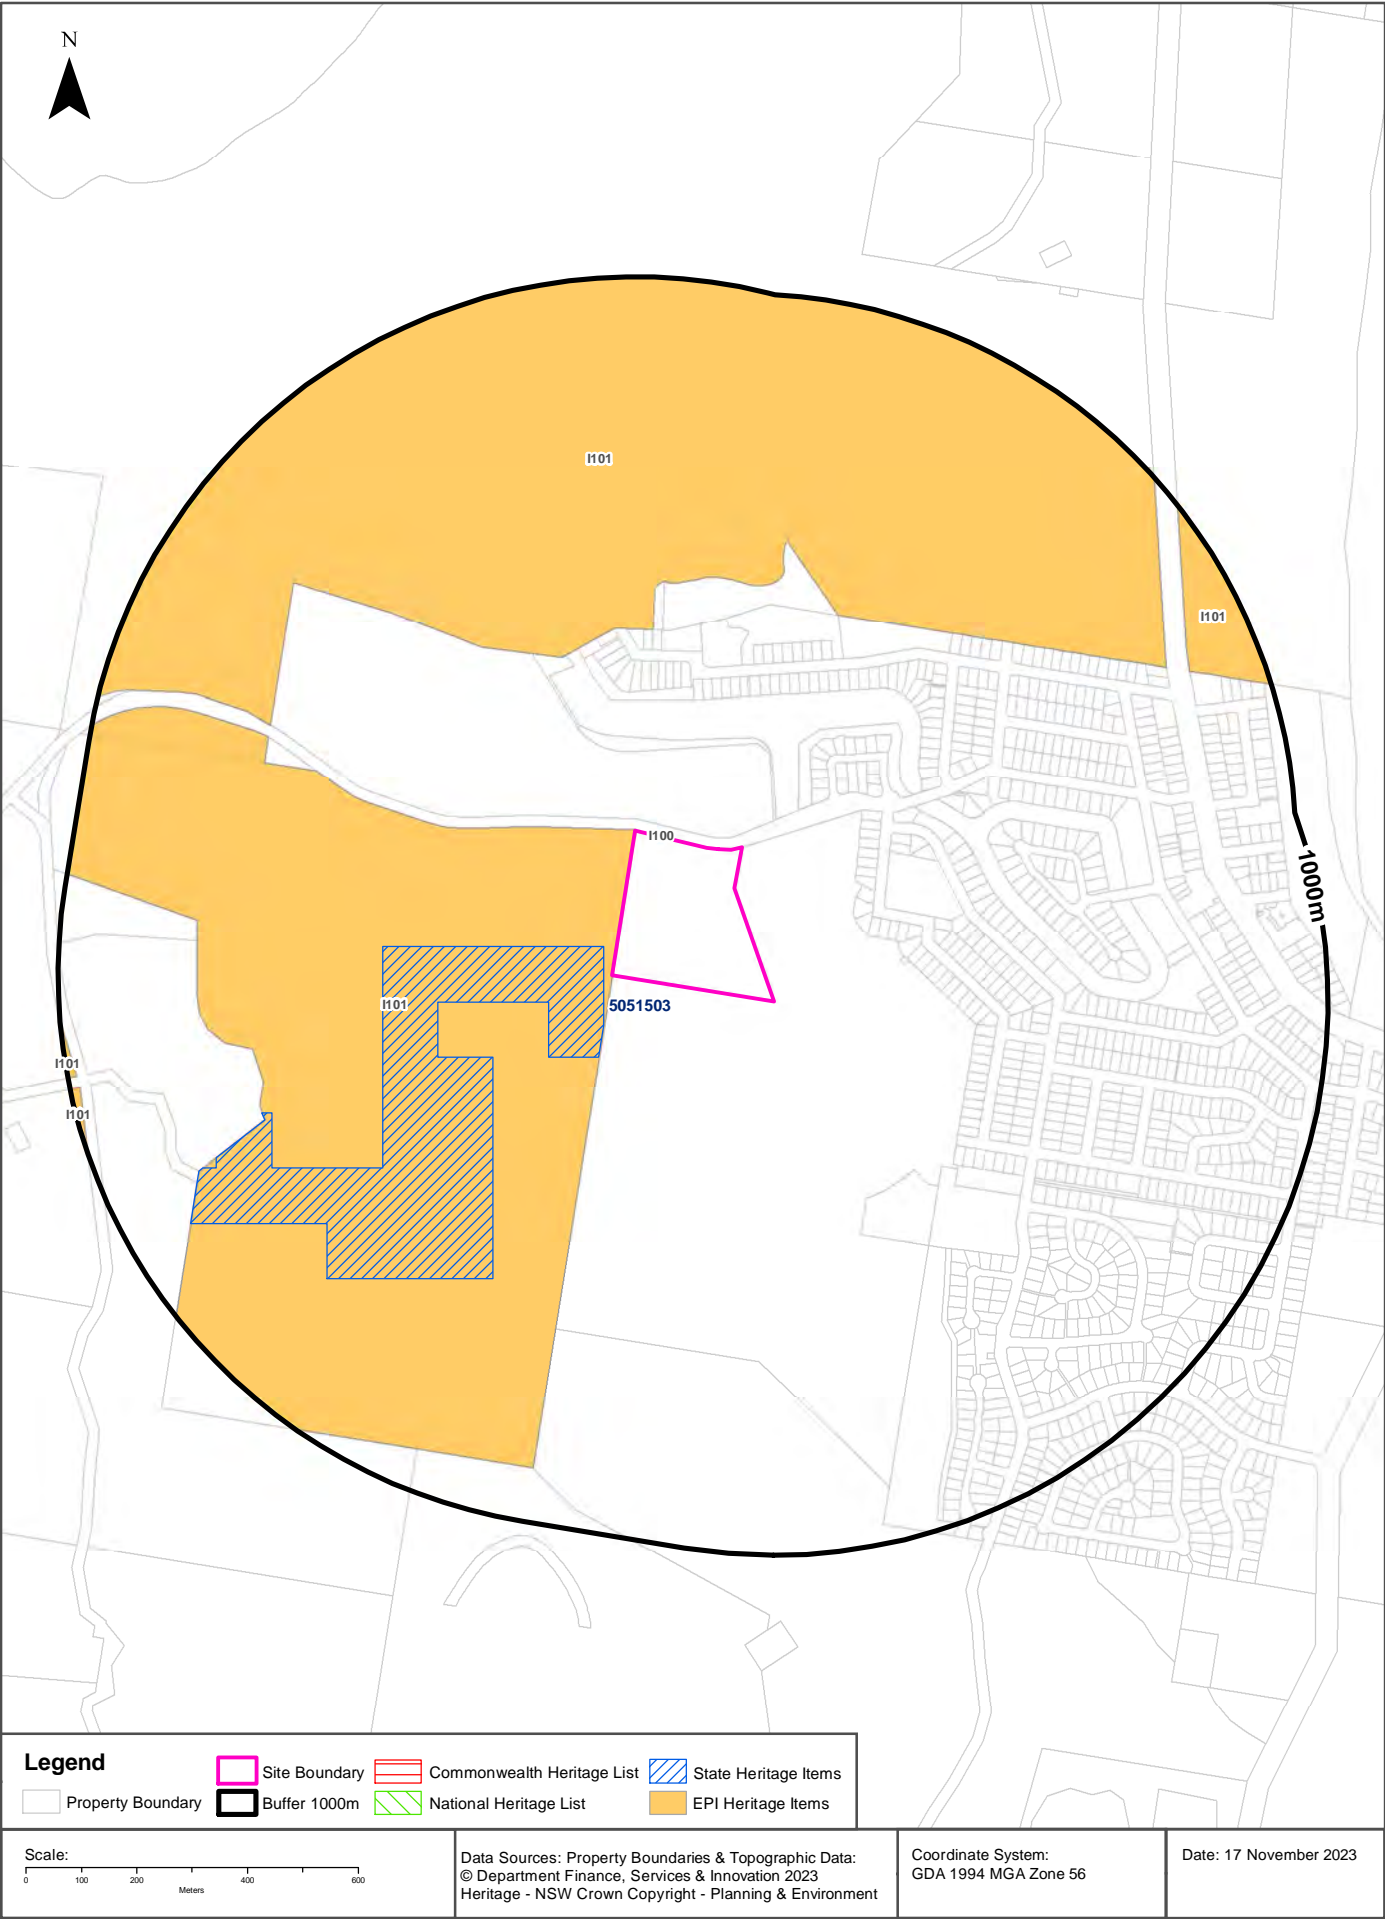 N
I101
I101
I100
1000m
I101
5051503
I101
I101
Legend
Site Boundary
Commonwealth Heritage List
State Heritage Items
Property Boundary
Buffer 1000m
National Heritage List
EPI Heritage Items
Scale:
0 100 200 400 600
Meters
Data Sources: Property Boundaries & Topographic Data:
© Department Finance, Services & Innovation 2023
Heritage - NSW Crown Copyright - Planning & Environment
Coordinate System:
GDA 1994 MGA Zone 56
Date: 17 November 2023